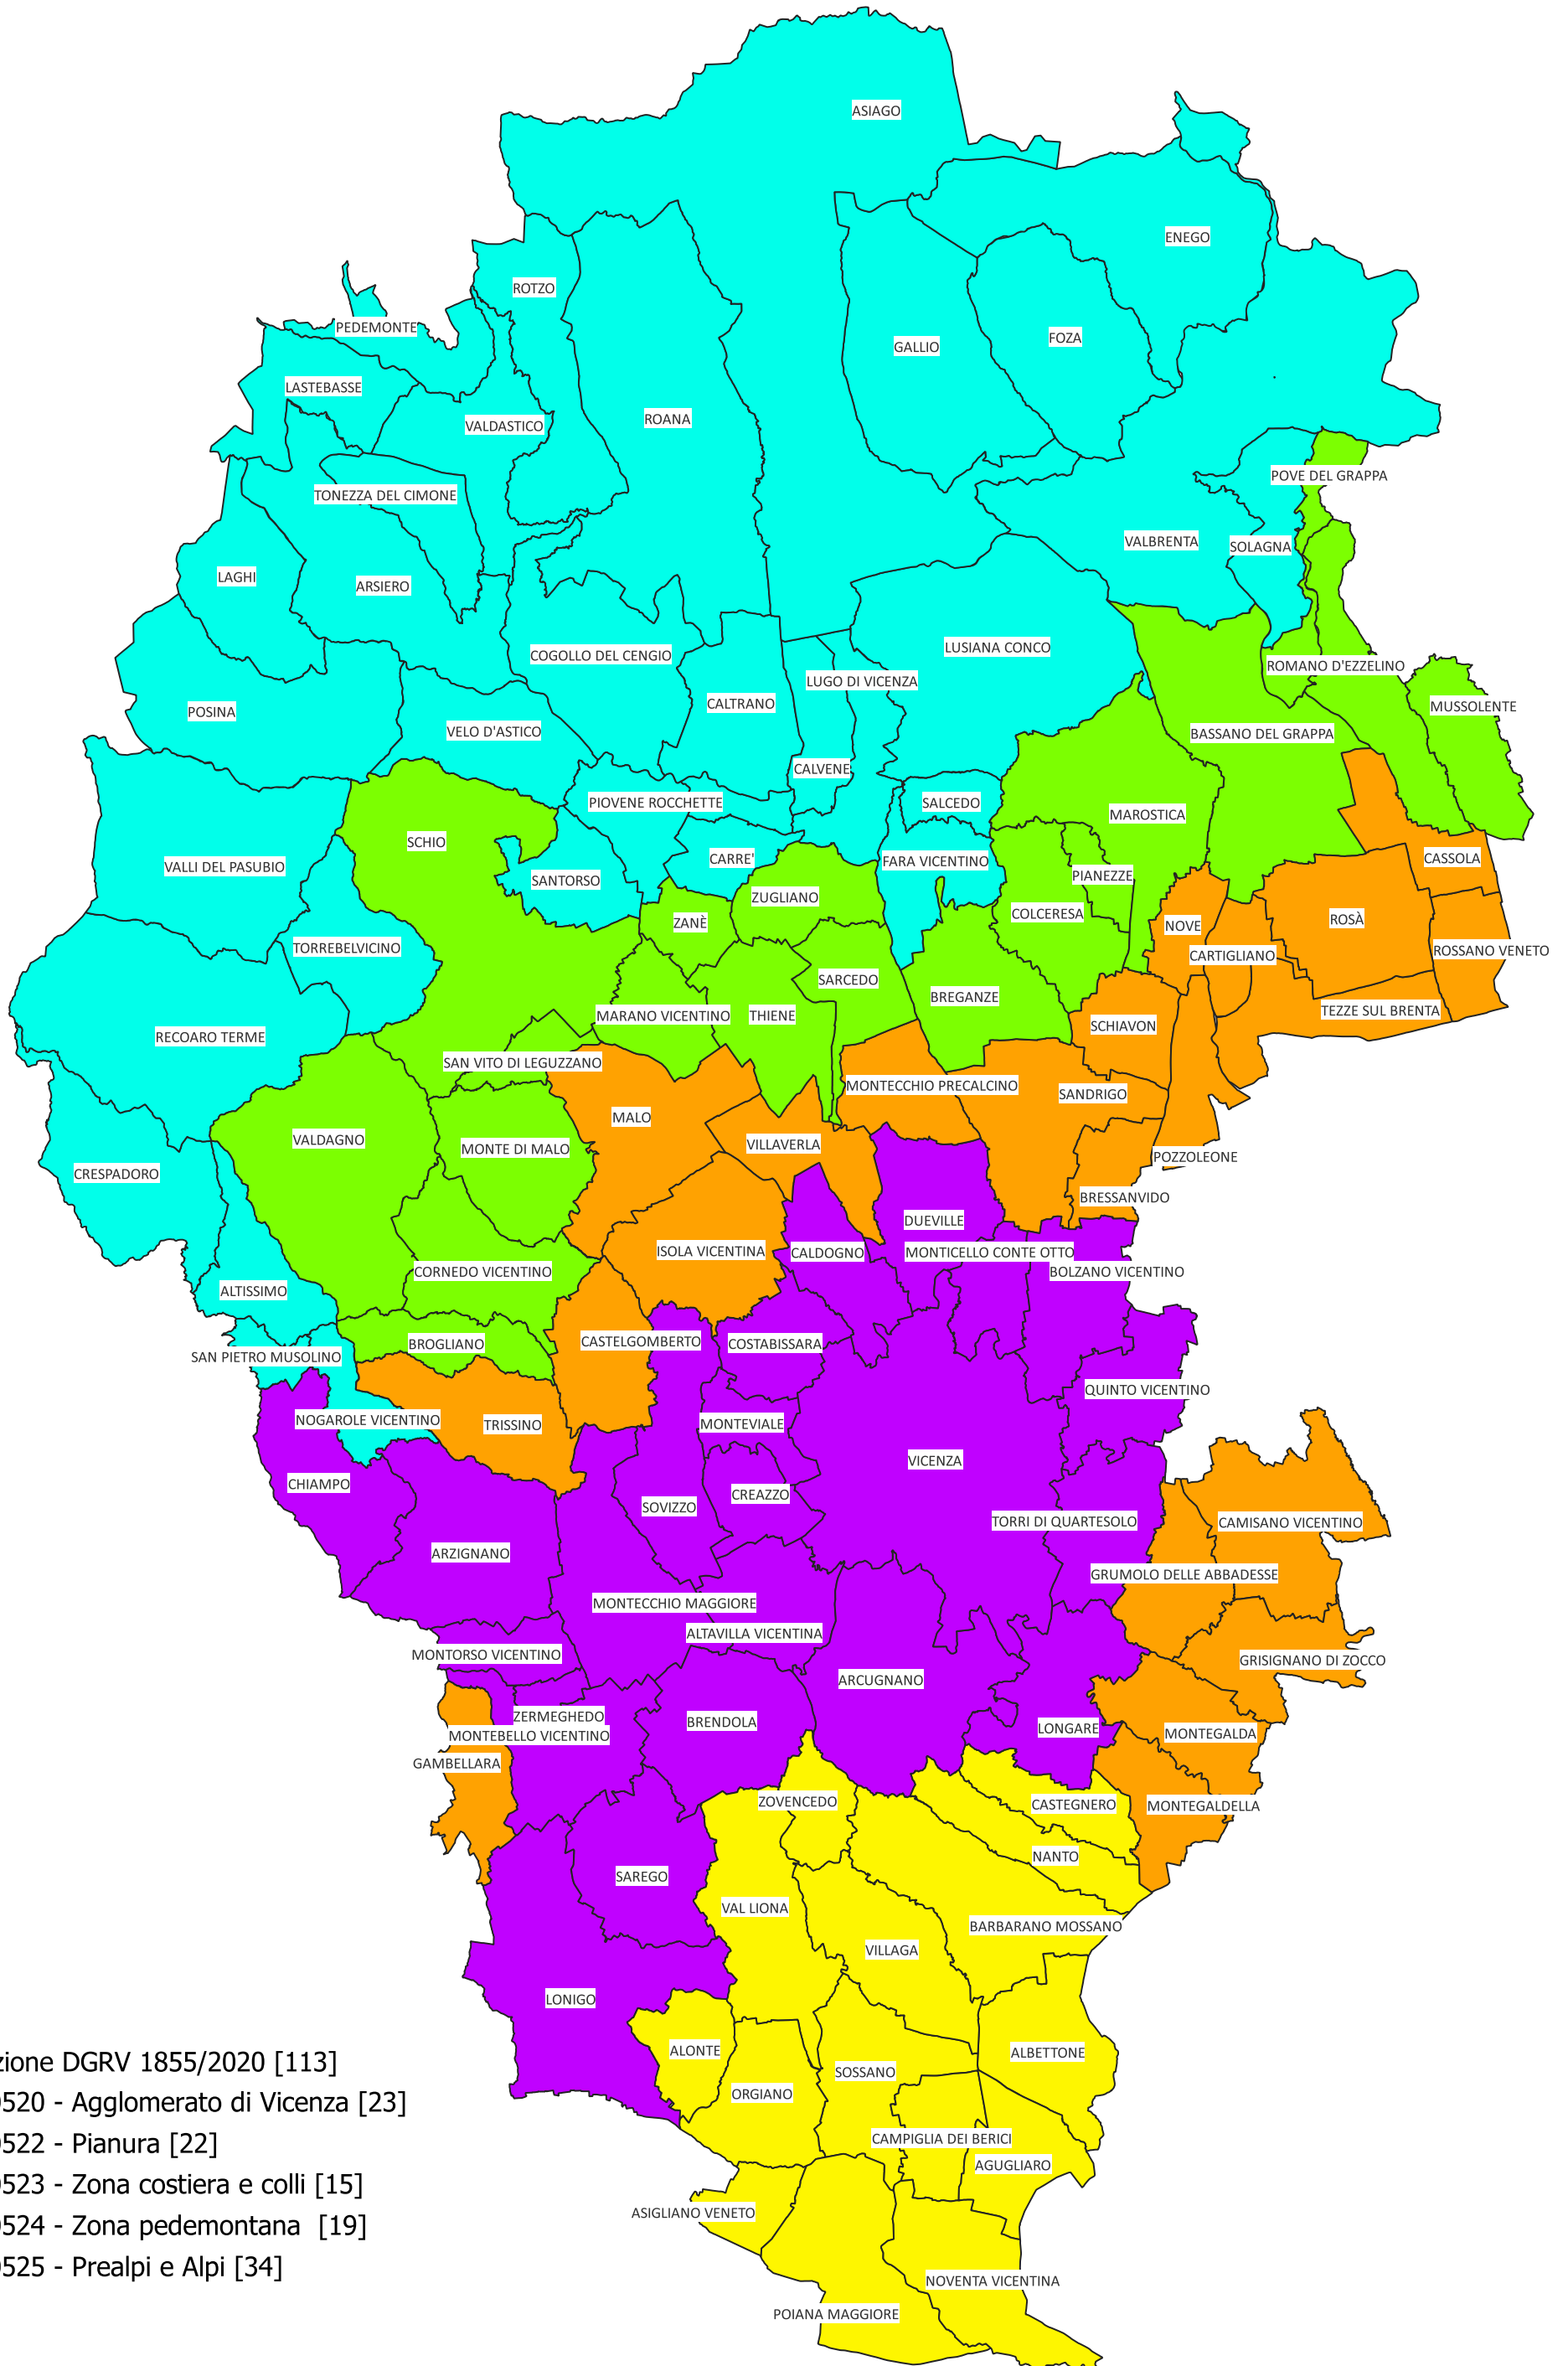 ASIAGO
ENEGO
ROTZO
PEDEMONTE
FOZA
GALLIO
LASTEBASSE
ROANA
VALDASTICO
POVE DEL GRAPPA
TONEZZA DEL CIMONE
VALBRENTA
SOLAGNA
LAGHI
ARSIERO
LUSIANA CONCO
COGOLLO DEL CENGIO
ROMANO D'EZZELINO
LUGO DI VICENZA
CALTRANO
MUSSOLENTE
POSINA
VELO D'ASTICO
BASSANO DEL GRAPPA
CALVENE
PIOVENE ROCCHETTE
SALCEDO
MAROSTICA
SCHIO
CARRE'
CASSOLA
FARA VICENTINO
VALLI DEL PASUBIO
PIANEZZE
SANTORSO
ZUGLIANO
COLCERESA
ROSÀ
ZANÈ
NOVE
TORREBELVICINO
ROSSANO VENETO
CARTIGLIANO
SARCEDO
BREGANZE
TEZZE SUL BRENTA
MARANO VICENTINO
THIENE
SCHIAVON
RECOARO TERME
SAN VITO DI LEGUZZANO
MONTECCHIO PRECALCINO
SANDRIGO
MALO
VALDAGNO
VILLAVERLA
MONTE DI MALO
POZZOLEONE
CRESPADORO
BRESSANVIDO
DUEVILLE
ISOLA VICENTINA
CALDOGNO
MONTICELLO CONTE OTTO
CORNEDO VICENTINO
BOLZANO VICENTINO
ALTISSIMO
CASTELGOMBERTO
BROGLIANO
COSTABISSARA
SAN PIETRO MUSOLINO
QUINTO VICENTINO
NOGAROLE VICENTINO
TRISSINO
MONTEVIALE
VICENZA
CHIAMPO
CREAZZO
SOVIZZO
TORRI DI QUARTESOLO
CAMISANO VICENTINO
ARZIGNANO
GRUMOLO DELLE ABBADESSE
MONTECCHIO MAGGIORE
ALTAVILLA VICENTINA
MONTORSO VICENTINO
GRISIGNANO DI ZOCCO
ARCUGNANO
ZERMEGHEDO
BRENDOLA
LONGARE
MONTEBELLO VICENTINO
MONTEGALDA
GAMBELLARA
ZOVENCEDO
CASTEGNERO
MONTEGALDELLA
NANTO
SAREGO
VAL LIONA
BARBARANO MOSSANO
VILLAGA
LONIGO
ALONTE
ALBETTONE
SOSSANO
ORGIANO
CAMPIGLIA DEI BERICI
AGUGLIARO
ASIGLIANO VENETO
NOVENTA VICENTINA
POIANA MAGGIORE
zione DGRV 1855/2020 [113]
0520 - Agglomerato di Vicenza [23]
0522 - Pianura [22]
0523 - Zona costiera e colli [15]
0524 - Zona pedemontana [19]
0525 - Prealpi e Alpi [34]